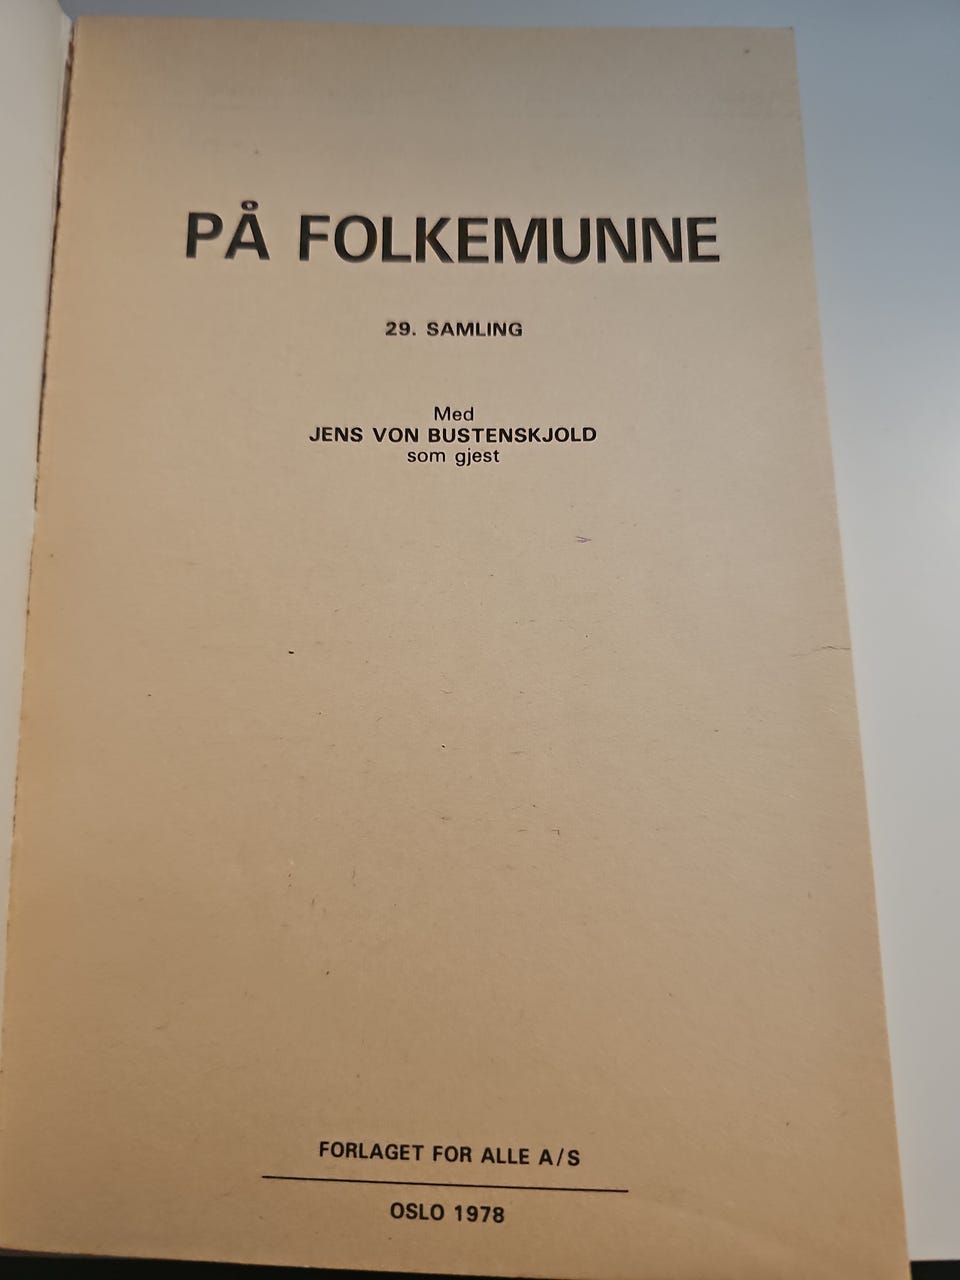 PÅ FOLKEMUNNE
29. SAMLING
Med
JENS VON BUSTENSKJOLD
som gjest
FORLAGET FOR ALLE A/S
OSLO 1978